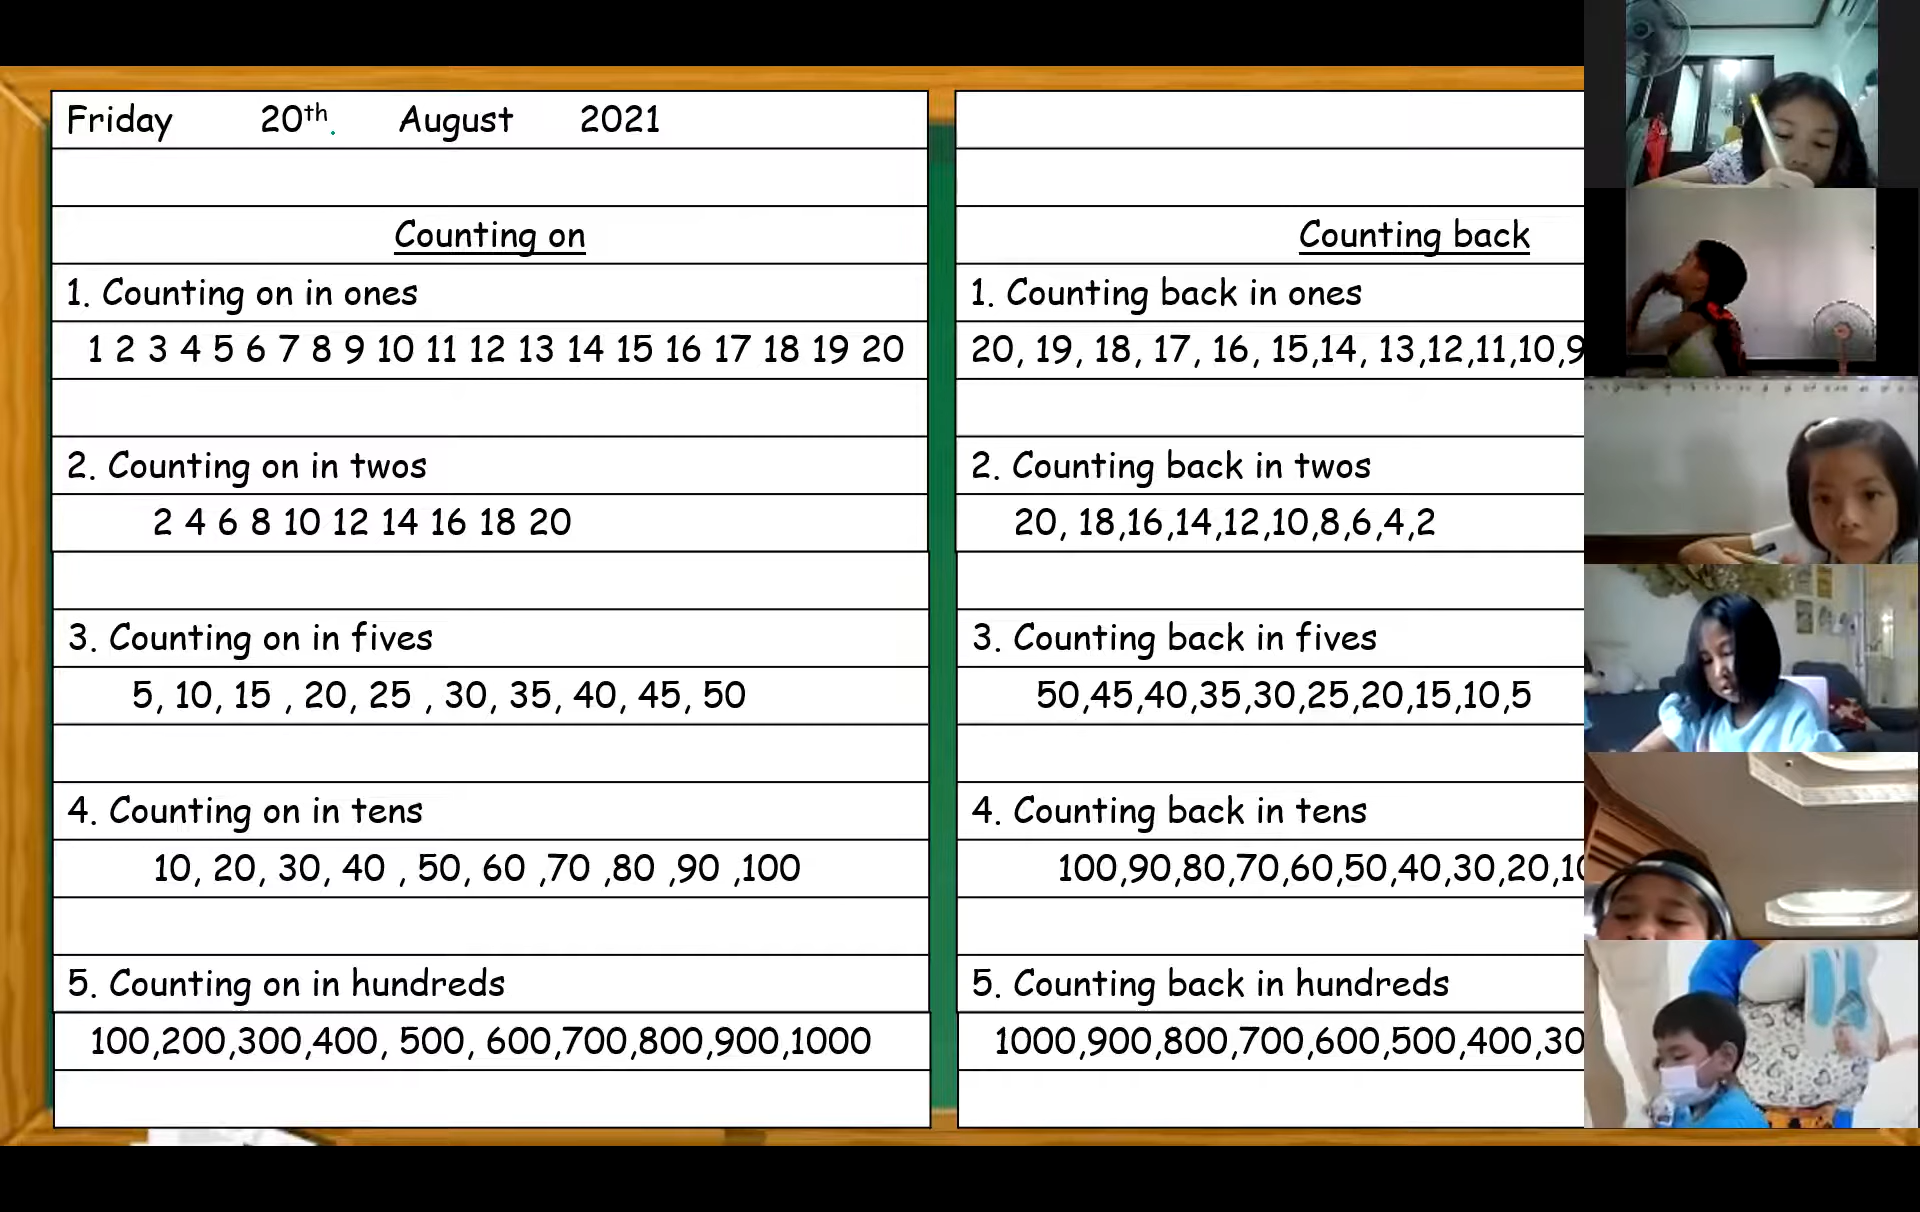 Friday 20th. August 2021
Counting on
1. Counting on in ones
1 2 3 4 5 6 7 8 9 10 11 12 13 14 15 16 17 18 19 20
2. Counting on in twos
2 4 6 8 10 12 14 16 18 20
3. Counting on in fives
5, 10, 15 , 20, 25 , 30, 35, 40, 45, 50
4. Counting on in tens
10, 20, 30, 40 , 50, 60 ,70 ,80 ,90 ,100
5. Counting on in hundreds
100,200,300,400, 500, 600,700,800,900,1000
Counting back
1. Counting back in ones
20, 19, 18, 17, 16, 15,14, 13,12,11,10,9
2. Counting back in twos
20, 18,16,14,12,10,8,6,4,2
3. Counting back in fives
50,45,40,35,30,25,20,15,10,5
4. Counting back in tens
100,90,80,70,60,50,40,30,20,10
5. Counting back in hundreds
1000,900,800,700,600,500,400,30